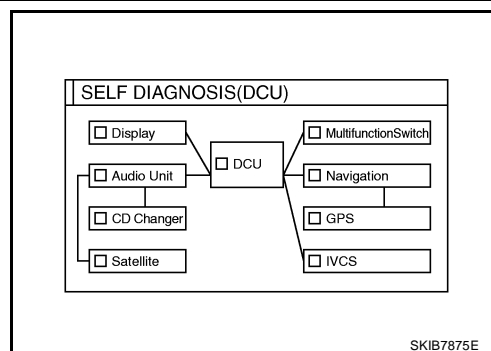 SELF DIAGNOSIS(DCU)
Display
MultifunctionSwitch
DCU
Audio Unit
Navigation
CD Changer
GPS
Satellite
IVCS
SKIB7875E